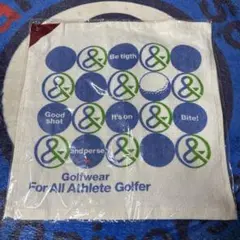 & Be tigth &
& &
Good shot & It's on & Bite!
& andperse &
Golfwear
For All Athlete Golfer